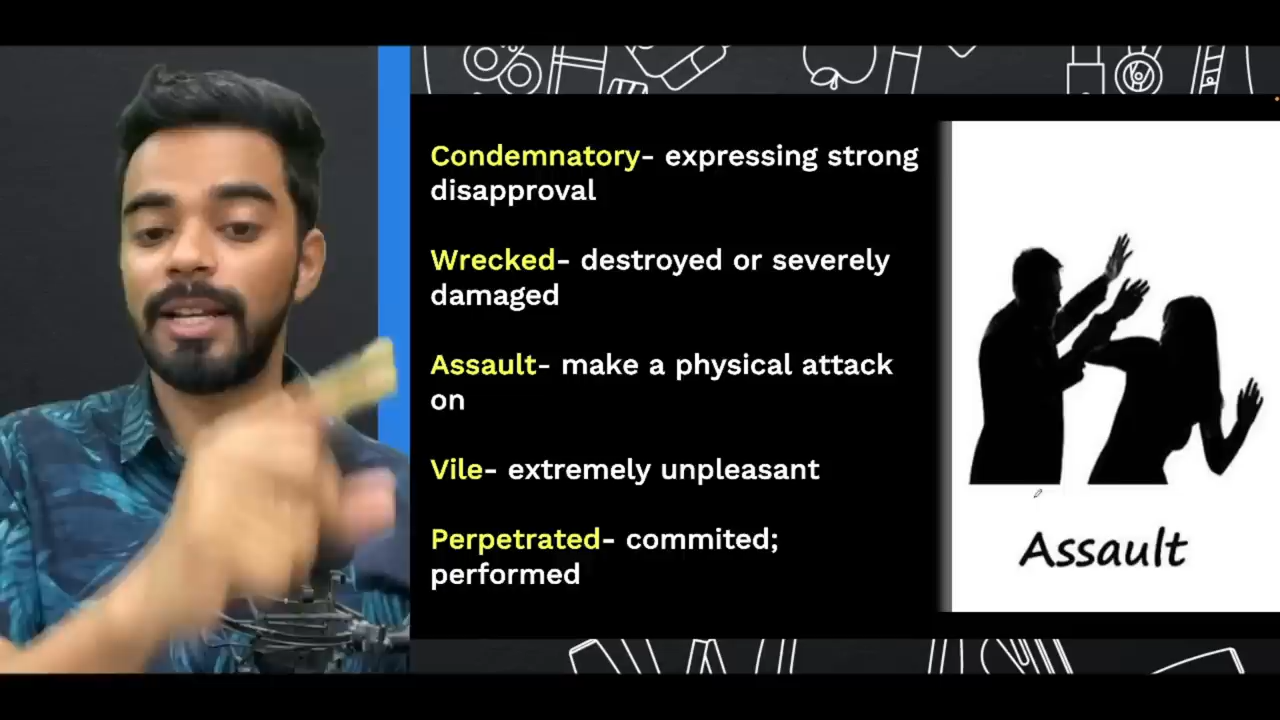 Condemnatory- expressing strong
disapproval
Wrecked- destroyed or severely
damaged
Assault- make a physical attack
on
Vile- extremely unpleasant
Perpetrated- commited;
performed
Assault